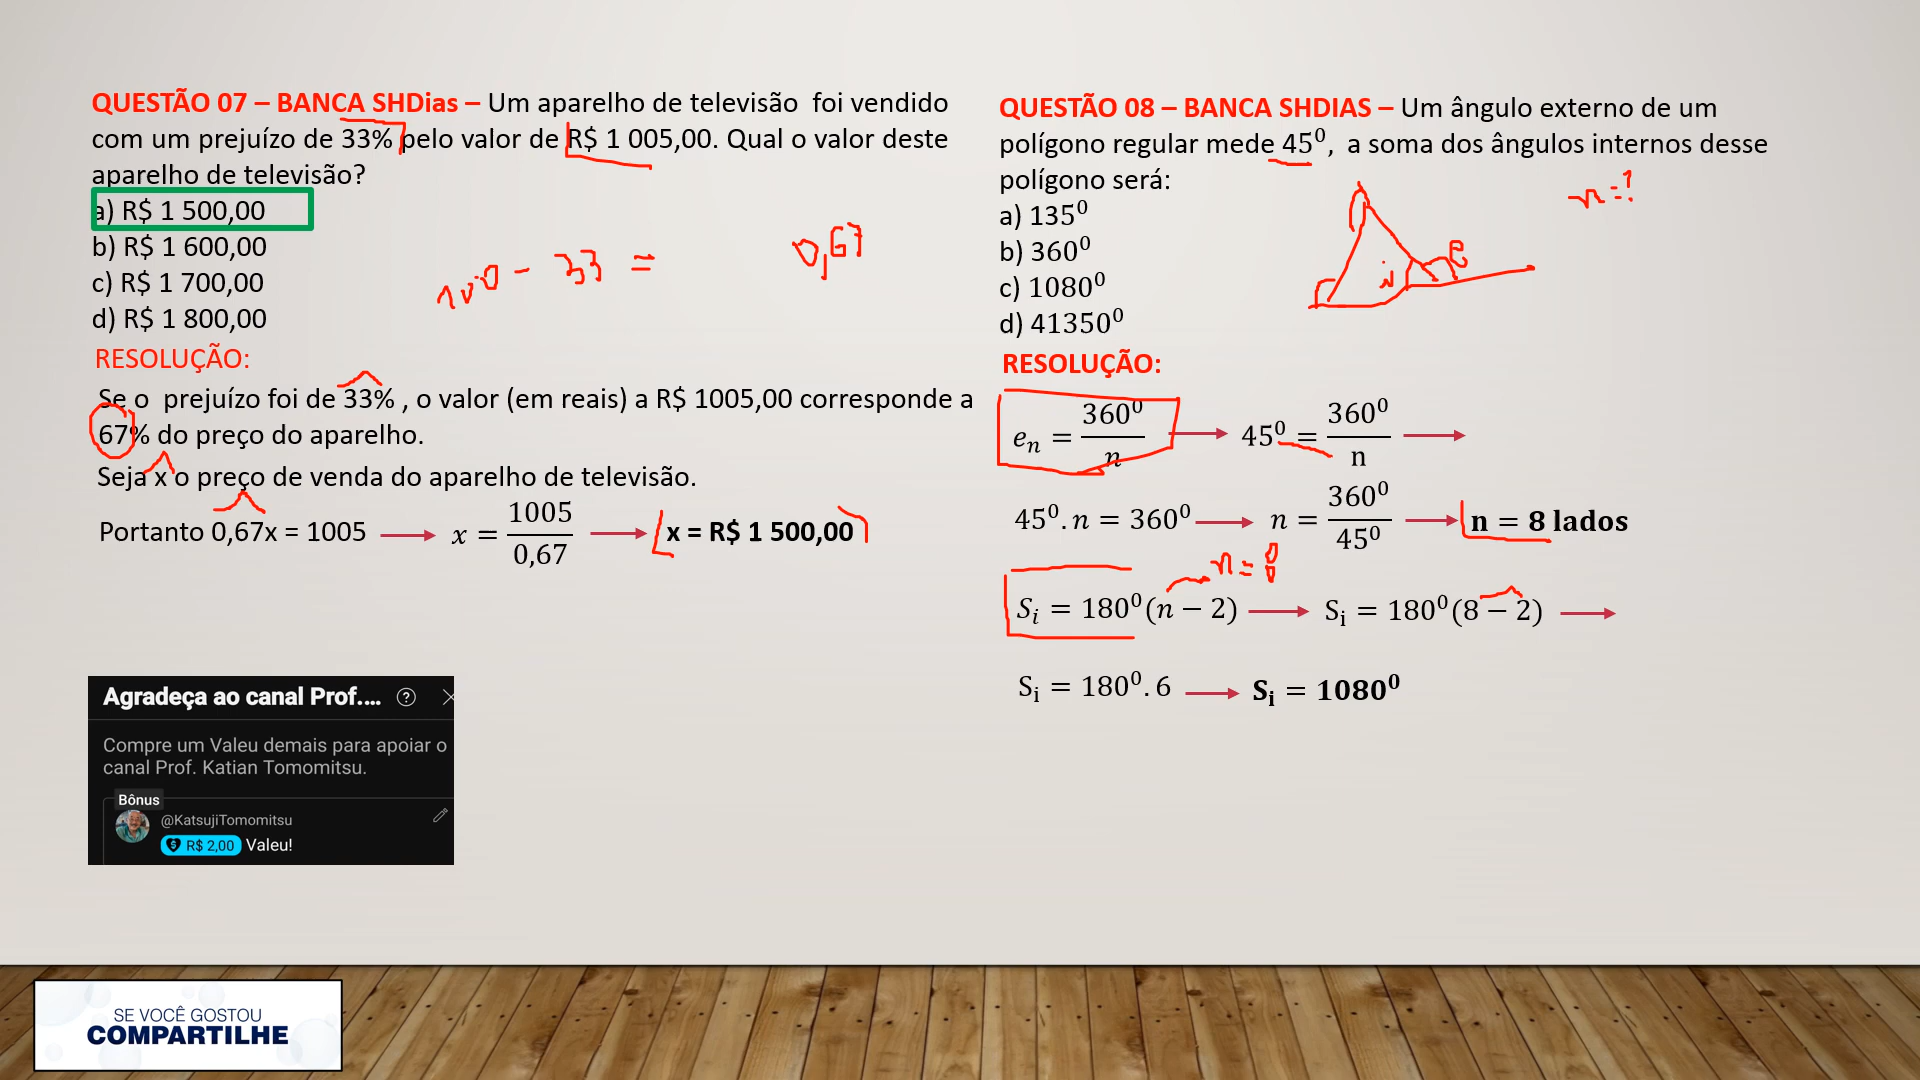 QUESTÃO 07 – BANCA SHDias – Um aparelho de televisão foi vendido
com um prejuízo de 33% pelo valor de R$ 1 005,00. Qual o valor deste
aparelho de televisão?
a) R$ 1 500,00
b) R$ 1 600,00
c) R$ 1 700,00
d) R$ 1 800,00
100 - 33 = 0,67
RESOLUÇÃO:
Se o prejuízo foi de 33% , o valor (em reais) a R$ 1005,00 corresponde a
67% do preço do aparelho.
Seja x o preço de venda do aparelho de televisão.
Portanto 0,67x = 1005 → x = 1005/0,67 → x = R$ 1 500,00
Agradeça ao canal Prof....
Compre um Valeu demais para apoiar o
canal Prof. Katian Tomomitsu.
Bônus
@KatsujiTomomitsu
R$ 2,00 Valeu!
SE VOCÊ GOSTOU
COMPARTILHE
QUESTÃO 08 – BANCA SHDIAS – Um ângulo externo de um
polígono regular mede 45⁰, a soma dos ângulos internos desse
polígono será:
a) 135⁰
b) 360⁰
c) 1080⁰
d) 41350⁰
n=?
i e
RESOLUÇÃO:
eₙ = 360⁰/n → 45⁰ = 360⁰/n →
45⁰. n = 360⁰ → n = 360⁰/45⁰ → n = 8 lados
n = 8
Sᵢ = 180⁰(n − 2) → Sᵢ = 180⁰(8 − 2) →
Sᵢ = 180⁰. 6 → Sᵢ = 1080⁰